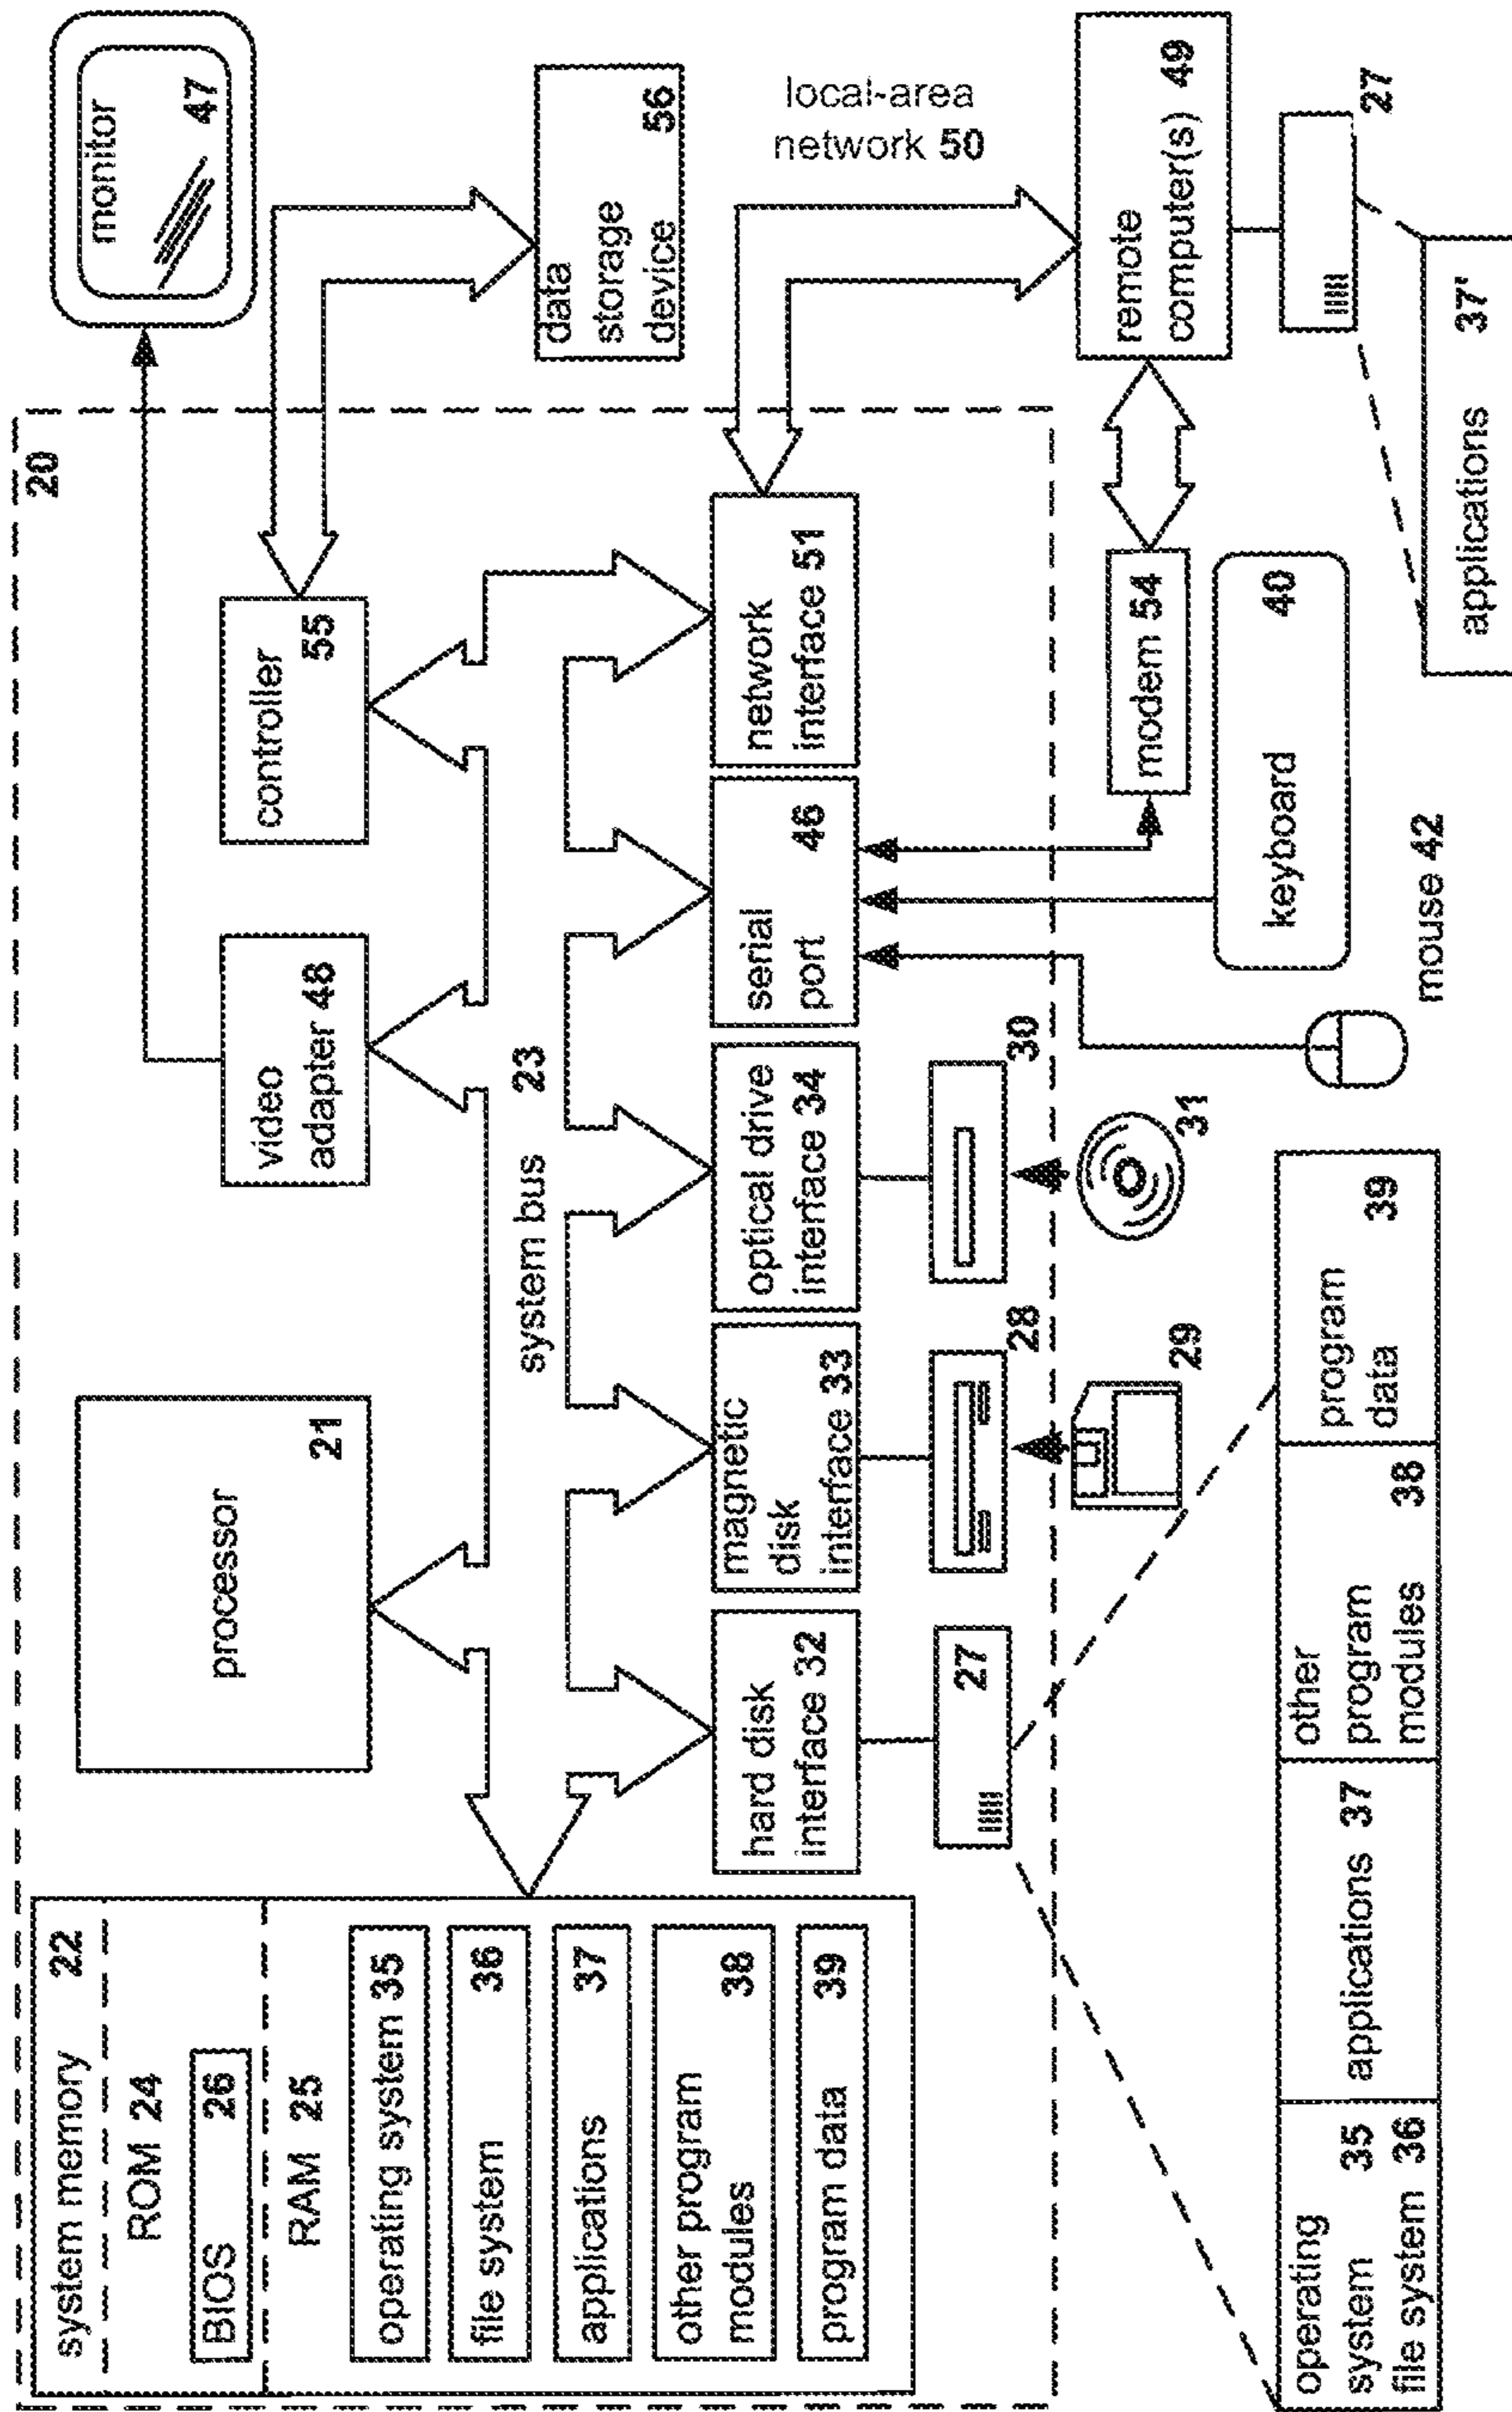 20
system memory 22
ROM 24
BIOS 26
RAM 25
operating system 35
file system 36
applications 37
other program
modules 38
program data 39
processor
21
video
adapter 48
controller
55
monitor
47
system bus 23
data
storage
device 56
hard disk
interface 32
magnetic
disk
interface 33
optical drive
interface 34
serial
port 46
network
interface 51
local-area
network 50
27
28
30
29
31
mouse 42
keyboard
40
modem 54
remote
computer(s) 49
27
applications 37'
operating
system 35
file system 36
applications 37
other
program
modules 38
program
data 39